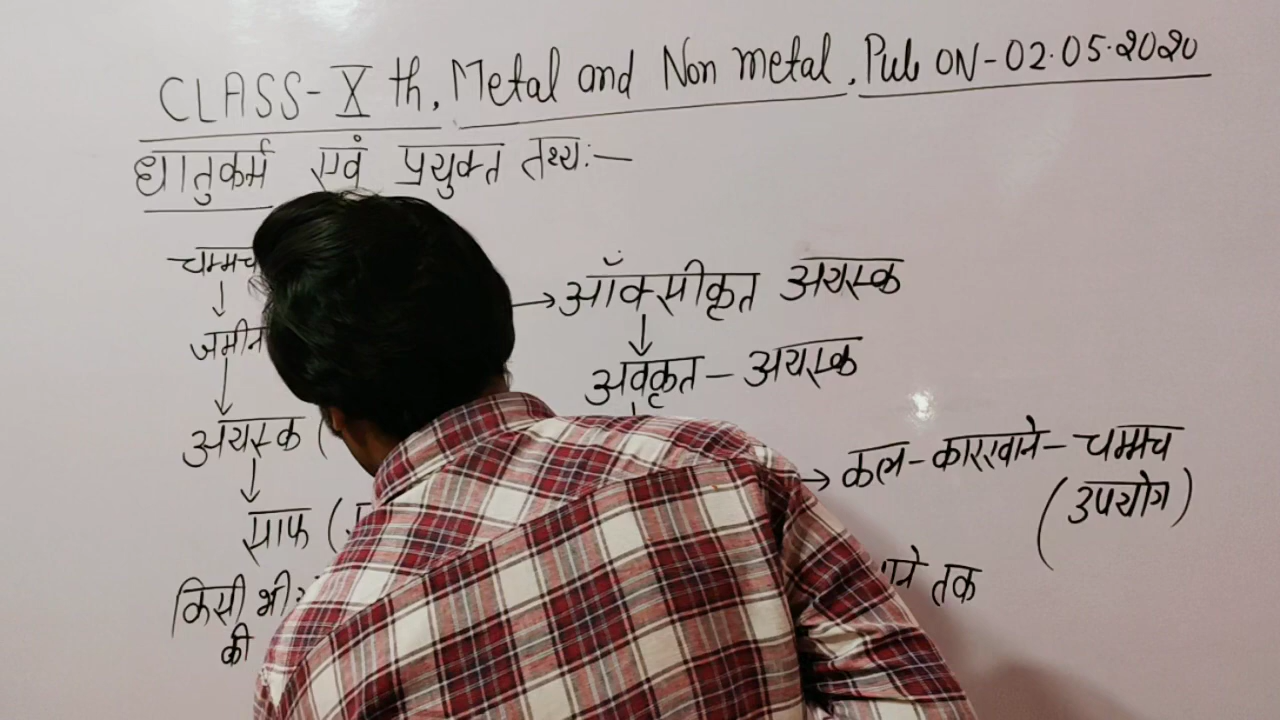 CLASS-X th, Metal and Non metal, Pub ON-02.05.2020
धातुकर्म एवं प्रयुक्त तथ्य:—
चम्मच
↓
जमीन → ऑक्सीकृत अयस्क
↓ ↓
अयस्क ( अवकृत - अयस्क
↓ → कल-कारखाने - चम्मच
साफ ( (उपयोग)
किसी भी तक
की